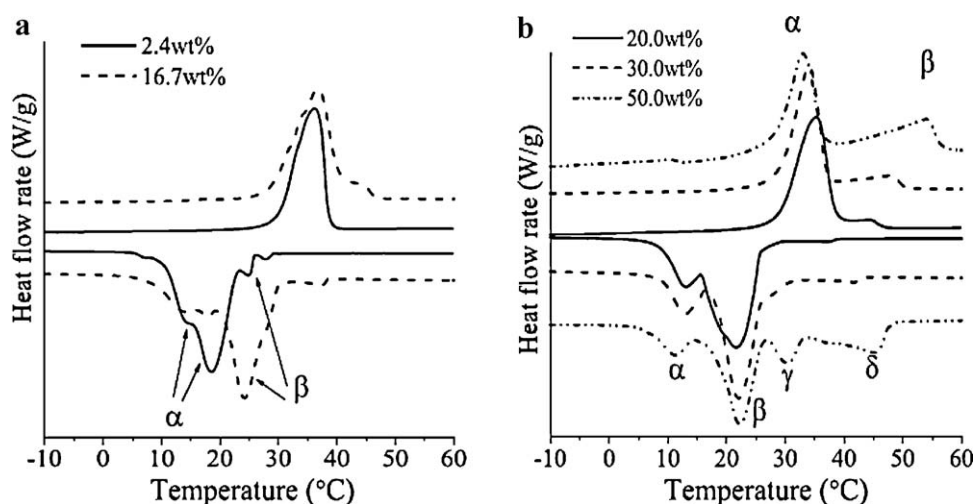 a
2.4wt%
16.7wt%
Heat flow rate (W/g)
α
β
-10 0 10 20 30 40 50 60
Temperature (°C)
b
20.0wt%
30.0wt%
50.0wt%
Heat flow rate (W/g)
α
β
α
β
γ
δ
-10 0 10 20 30 40 50 60
Temperature (°C)